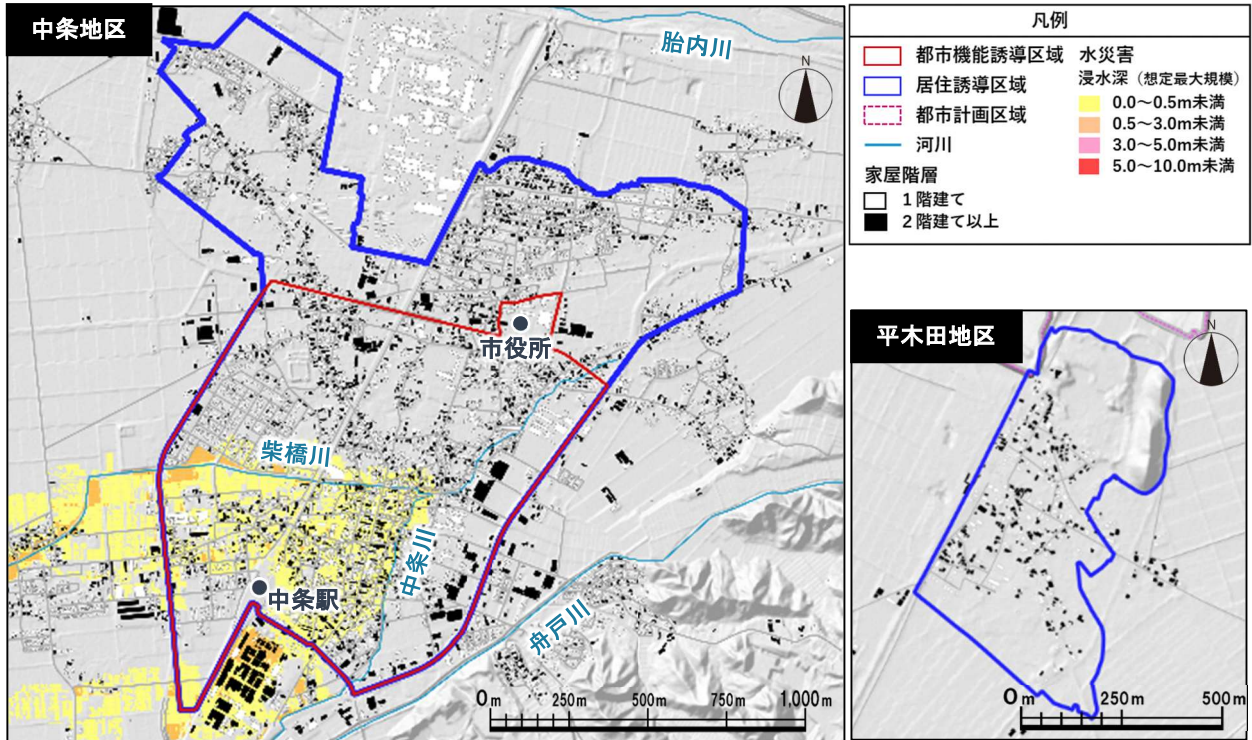 中条地区
胎内川
N
市役所
柴橋川
中条川
中条駅
舟戸川
0m 250m 500m 750m 1,000m
凡例
都市機能誘導区域
居住誘導区域
都市計画区域
河川
家屋階層
1階建て
2階建て以上
水災害
浸水深（想定最大規模）
0.0～0.5m未満
0.5～3.0m未満
3.0～5.0m未満
5.0～10.0m未満
平木田地区
N
0m 250m 500m